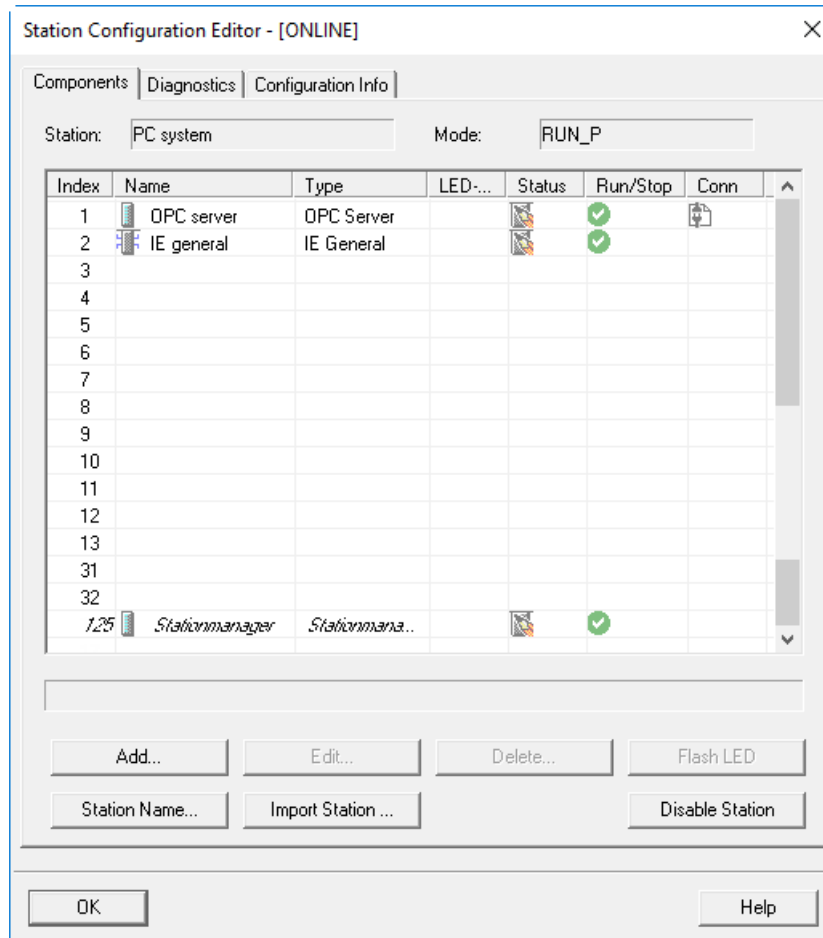 Station Configuration Editor - [ONLINE]
Components Diagnostics Configuration Info
Station: PC system Mode: RUN_P
Index Name Type LED-... Status Run/Stop Conn
1 OPC server OPC Server
2 IE general IE General
3
4
5
6
7
8
9
10
11
12
13
31
32
125 Stationmanager Stationmana...
Add... Edit... Delete... Flash LED
Station Name... Import Station ... Disable Station
OK Help